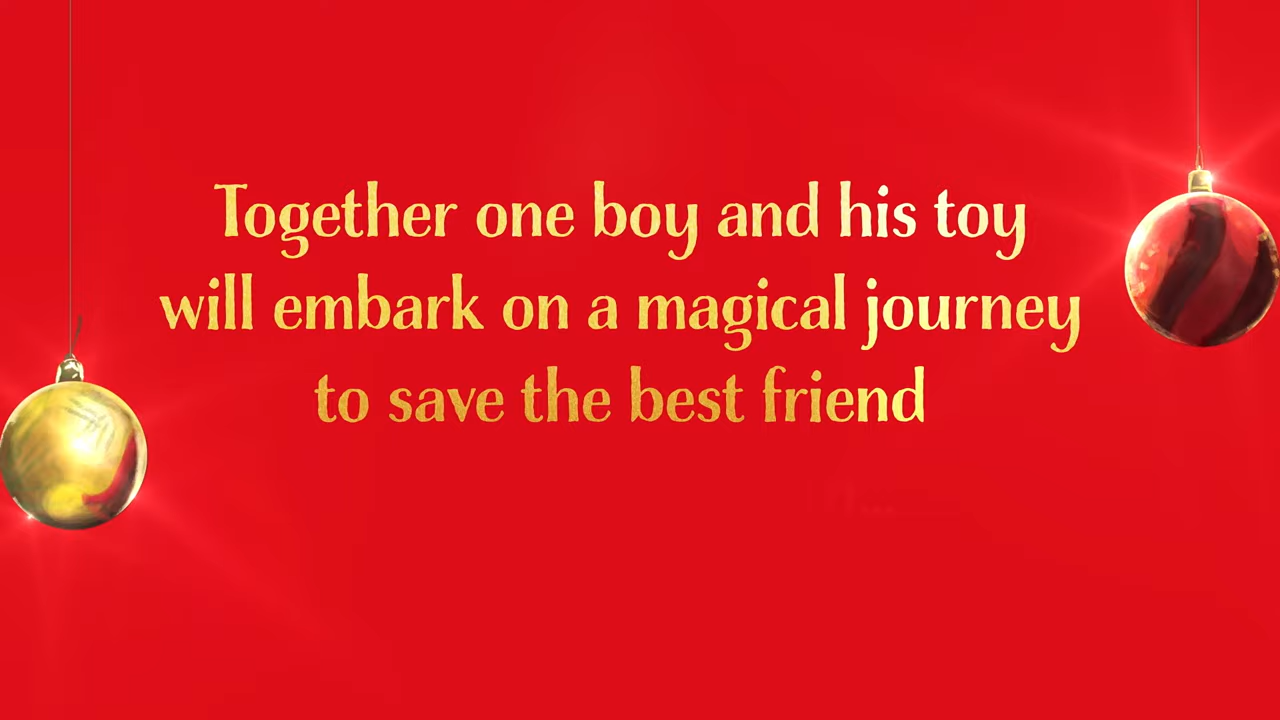 Together one boy and his toy
will embark on a magical journey
to save the best friend